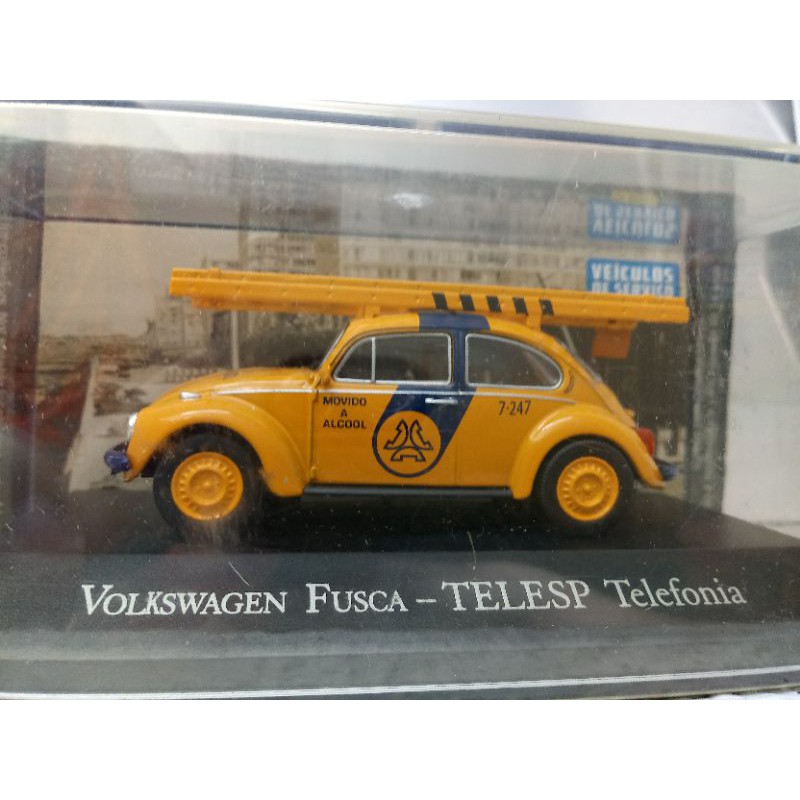 VEÍCULOS
DE SERVIÇO
MOVIDO
A
ALCOOL
7-247
VOLKSWAGEN FUSCA – TELESP Telefonia